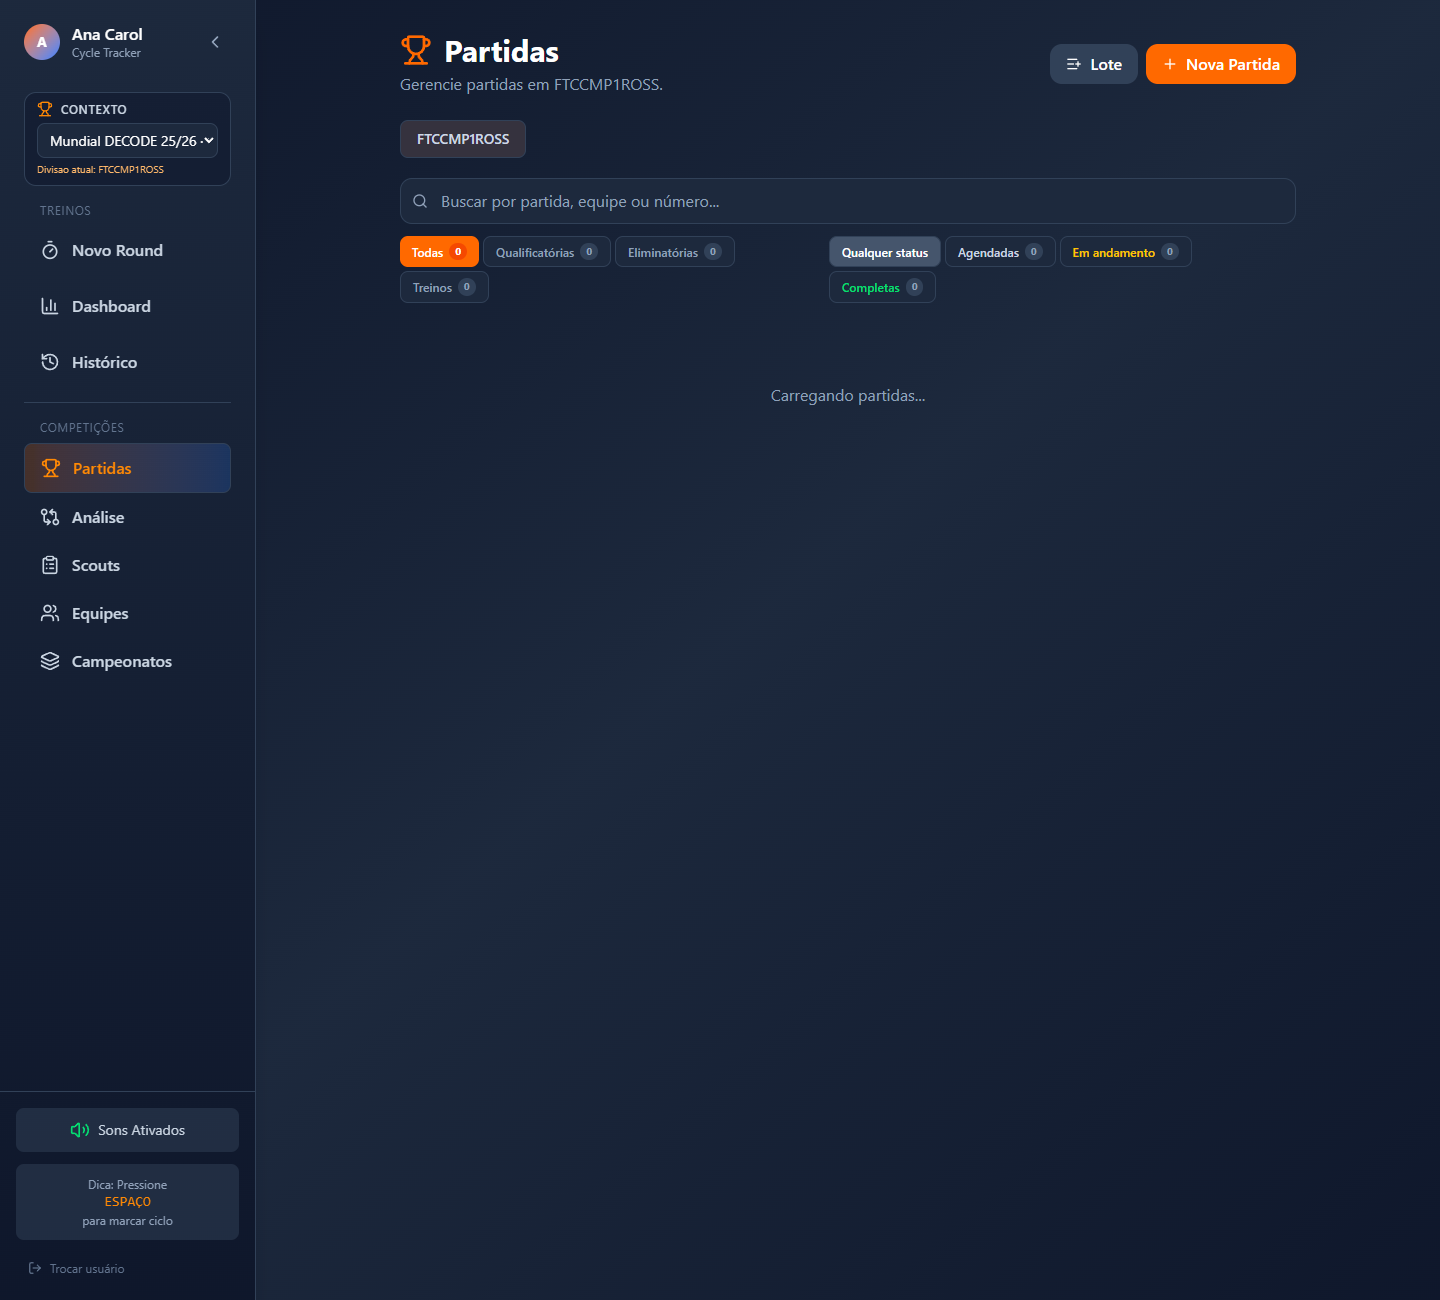 A
Ana Carol
Cycle Tracker
CONTEXTO
Mundial DECODE 25/26 -
Divisao atual: FTCCMP1ROSS
TREINOS
Novo Round
Dashboard
Histórico
COMPETIÇÕES
Partidas
Análise
Scouts
Equipes
Campeonatos
Sons Ativados
Dica: Pressione
ESPAÇO
para marcar ciclo
Trocar usuário
Partidas
Gerencie partidas em FTCCMP1ROSS.
Lote
Nova Partida
FTCCMP1ROSS
Buscar por partida, equipe ou número...
Todas 0 Qualificatórias 0 Eliminatórias 0
Treinos 0
Qualquer status Agendadas 0 Em andamento 0
Completas 0
Carregando partidas...